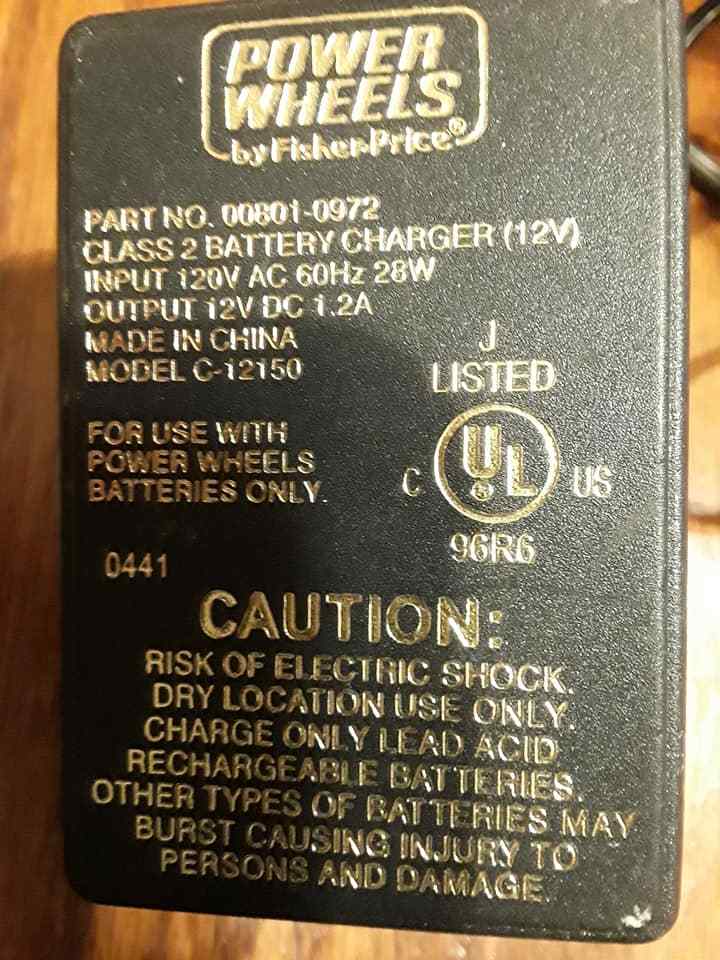 POWER
WHEELS
by Fisher-Price®
PART NO. 00801-0972
CLASS 2 BATTERY CHARGER (12V)
INPUT 120V AC 60Hz 28W
OUTPUT 12V DC 1.2A
MADE IN CHINA
MODEL C-12150
J
LISTED
FOR USE WITH
POWER WHEELS
BATTERIES ONLY.
C UL® US
96R6
0441
CAUTION:
RISK OF ELECTRIC SHOCK.
DRY LOCATION USE ONLY.
CHARGE ONLY LEAD ACID
RECHARGEABLE BATTERIES.
OTHER TYPES OF BATTERIES MAY
BURST CAUSING INJURY TO
PERSONS AND DAMAGE.